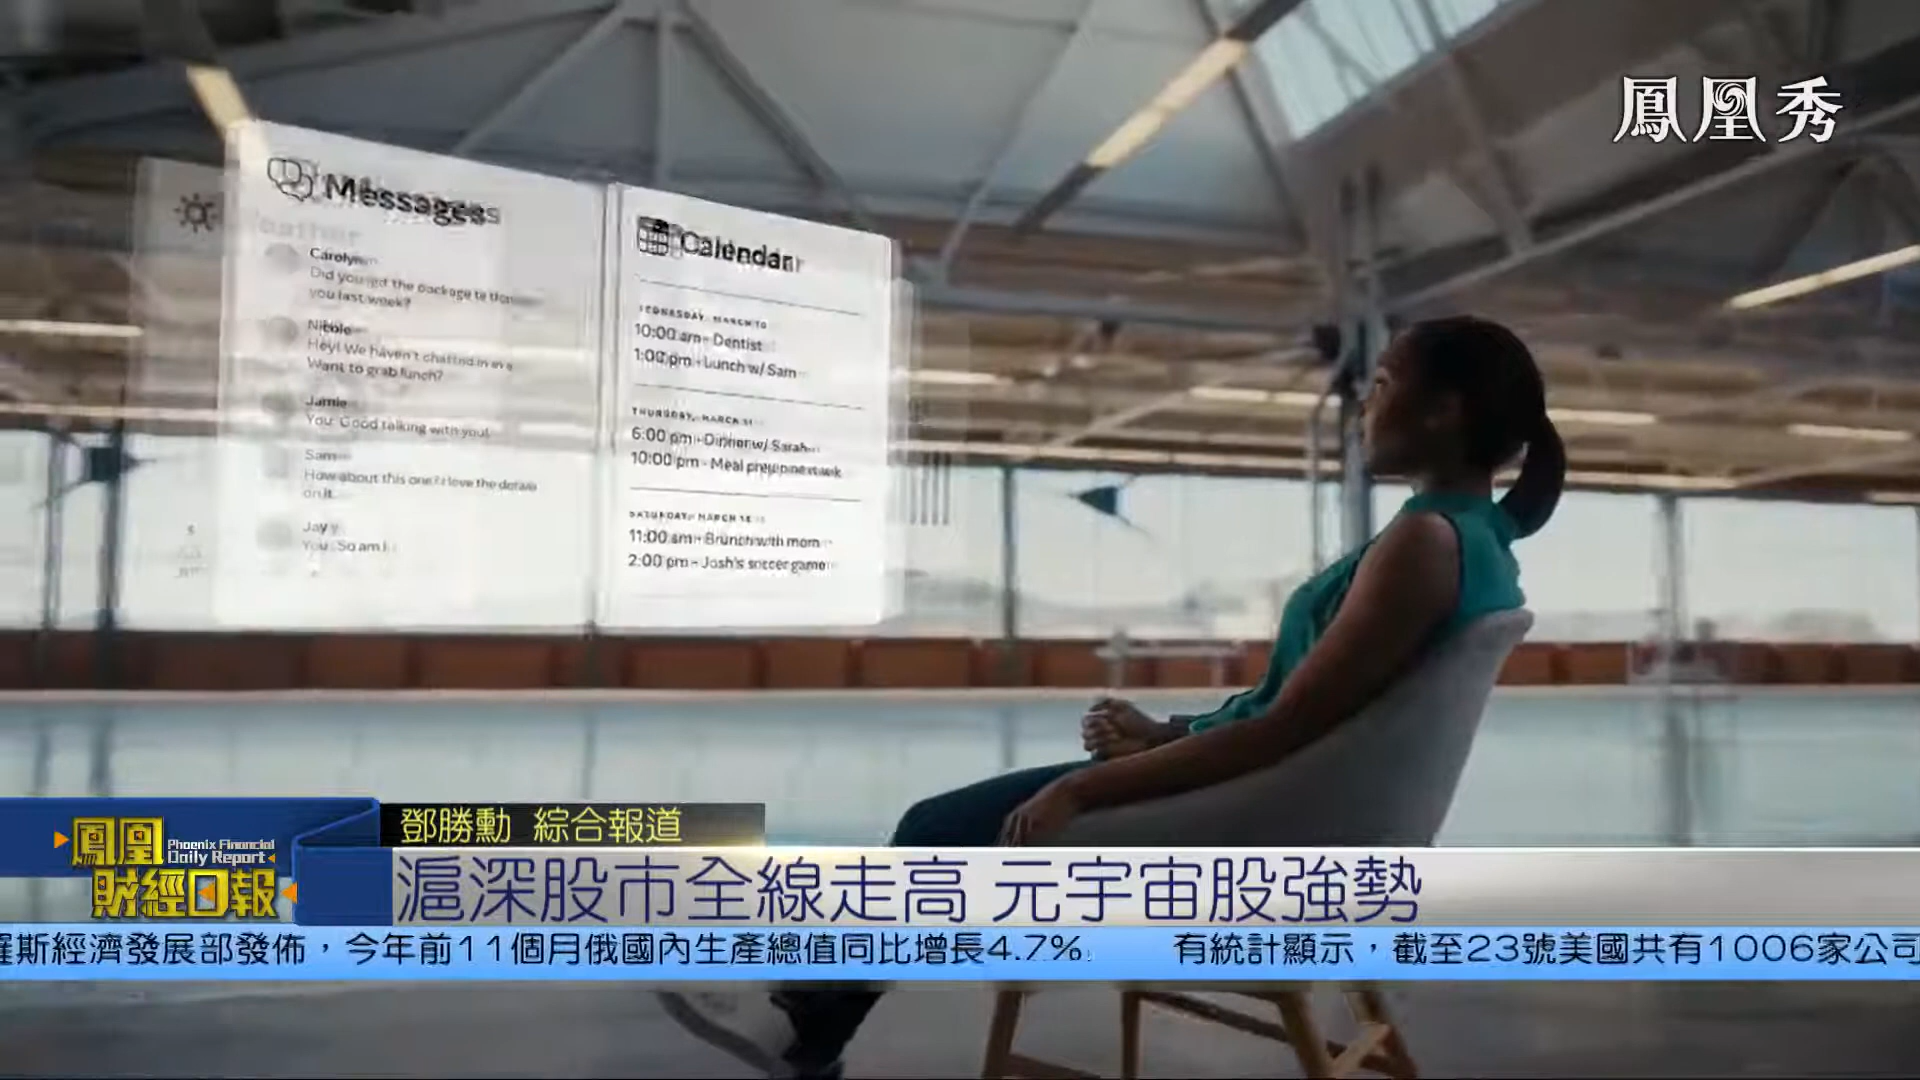 鳳凰秀
Messages
Carolyn
Did you get the package
you last week?
Nicole
Hey! We haven't chatted in a
Want to grab lunch?
Jamie
You: Good talking with you!
Sam
How about this one? I love the
on it.
Jay
You: So am I
Calendar
WEDNESDAY, MARCH 10
10:00 am - Dentist
1:00 pm - Lunch w/ Sam
THURSDAY, MARCH
6:00 pm - Dinner w/ Sarah
10:00 pm - Meal prep
SATURDAY, MARCH
11:00 am - Brunch with mom
2:00 pm - Josh's soccer game
鄧勝勳 綜合報道
鳳凰 Phoenix Financial
Daily Report
財經日報
滬深股市全線走高 元宇宙股強勢
羅斯經濟發展部發佈，今年前11個月俄國內生產總值同比增長4.7%。 有統計顯示，截至23號美國共有1006家公司